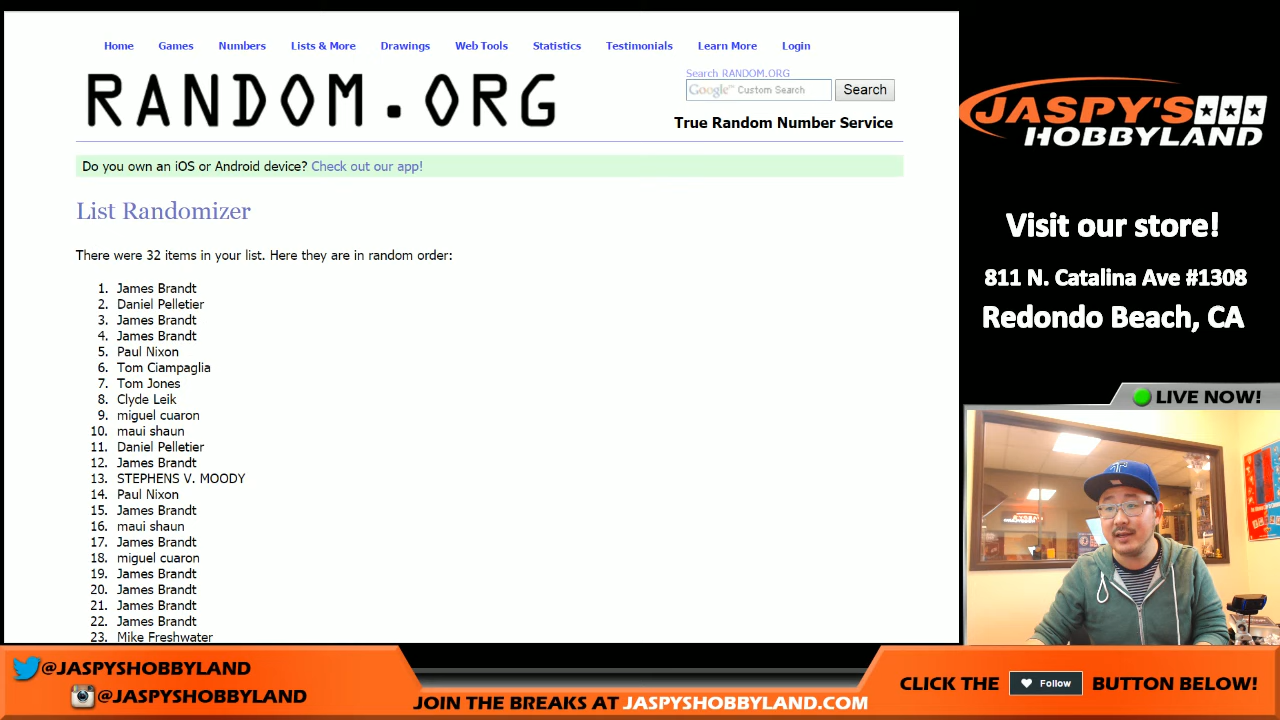 Home Games Numbers Lists & More Drawings Web Tools Statistics Testimonials Learn More Login
RANDOM.ORG
Search RANDOM.ORG
Google™ Custom Search Search
True Random Number Service
Do you own an iOS or Android device? Check out our app!
List Randomizer
There were 32 items in your list. Here they are in random order:
1. James Brandt
2. Daniel Pelletier
3. James Brandt
4. James Brandt
5. Paul Nixon
6. Tom Ciampaglia
7. Tom Jones
8. Clyde Leik
9. miguel cuaron
10. maui shaun
11. Daniel Pelletier
12. James Brandt
13. STEPHENS V. MOODY
14. Paul Nixon
15. James Brandt
16. maui shaun
17. James Brandt
18. miguel cuaron
19. James Brandt
20. James Brandt
21. James Brandt
22. James Brandt
23. Mike Freshwater
JASPY'S
HOBBYLAND
Visit our store!
811 N. Catalina Ave #1308
Redondo Beach, CA
LIVE NOW!
@JASPYSHOBBYLAND
@JASPYSHOBBYLAND
JOIN THE BREAKS AT JASPYSHOBBYLAND.COM
CLICK THE Follow BUTTON BELOW!